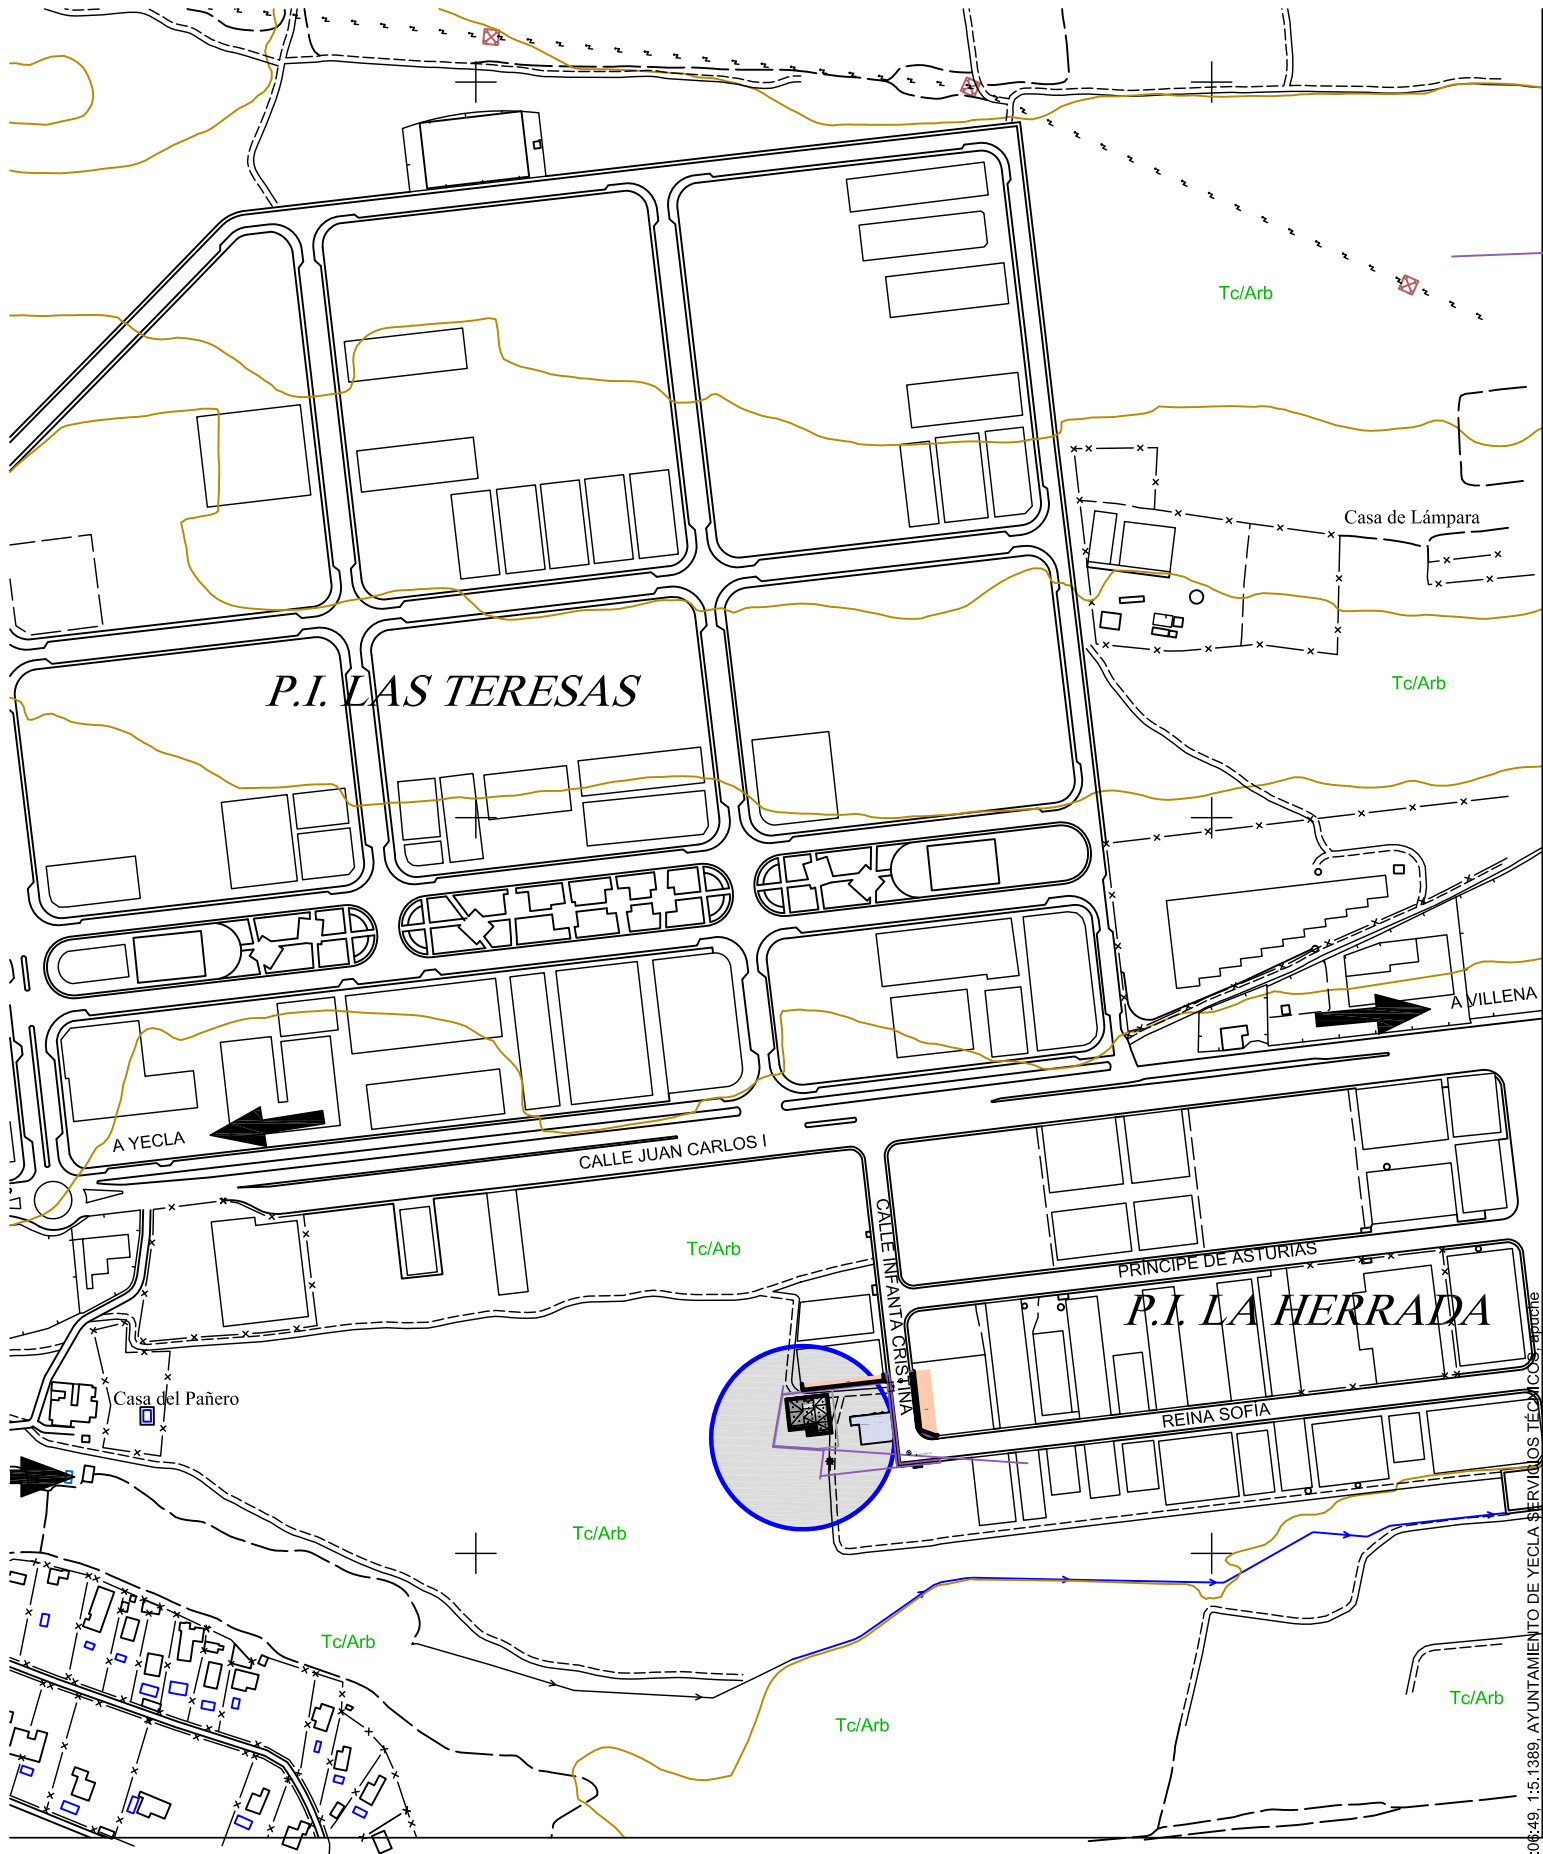 Tc/Arb
Casa de Lámpara
Tc/Arb
P.I. LAS TERESAS
A VILLENA
A YECLA
CALLE JUAN CARLOS I
CALLE INFANTA CRISTINA
Tc/Arb
PRINCIPE DE ASTURIAS
P.I. LA HERRADA
Casa del Pañero
REINA SOFÍA
Tc/Arb
Tc/Arb
Tc/Arb
Tc/Arb
:06:49, 1:5.1389, AYUNTAMIENTO DE YECLA SERVICIOS TÉCNICOS, apuche